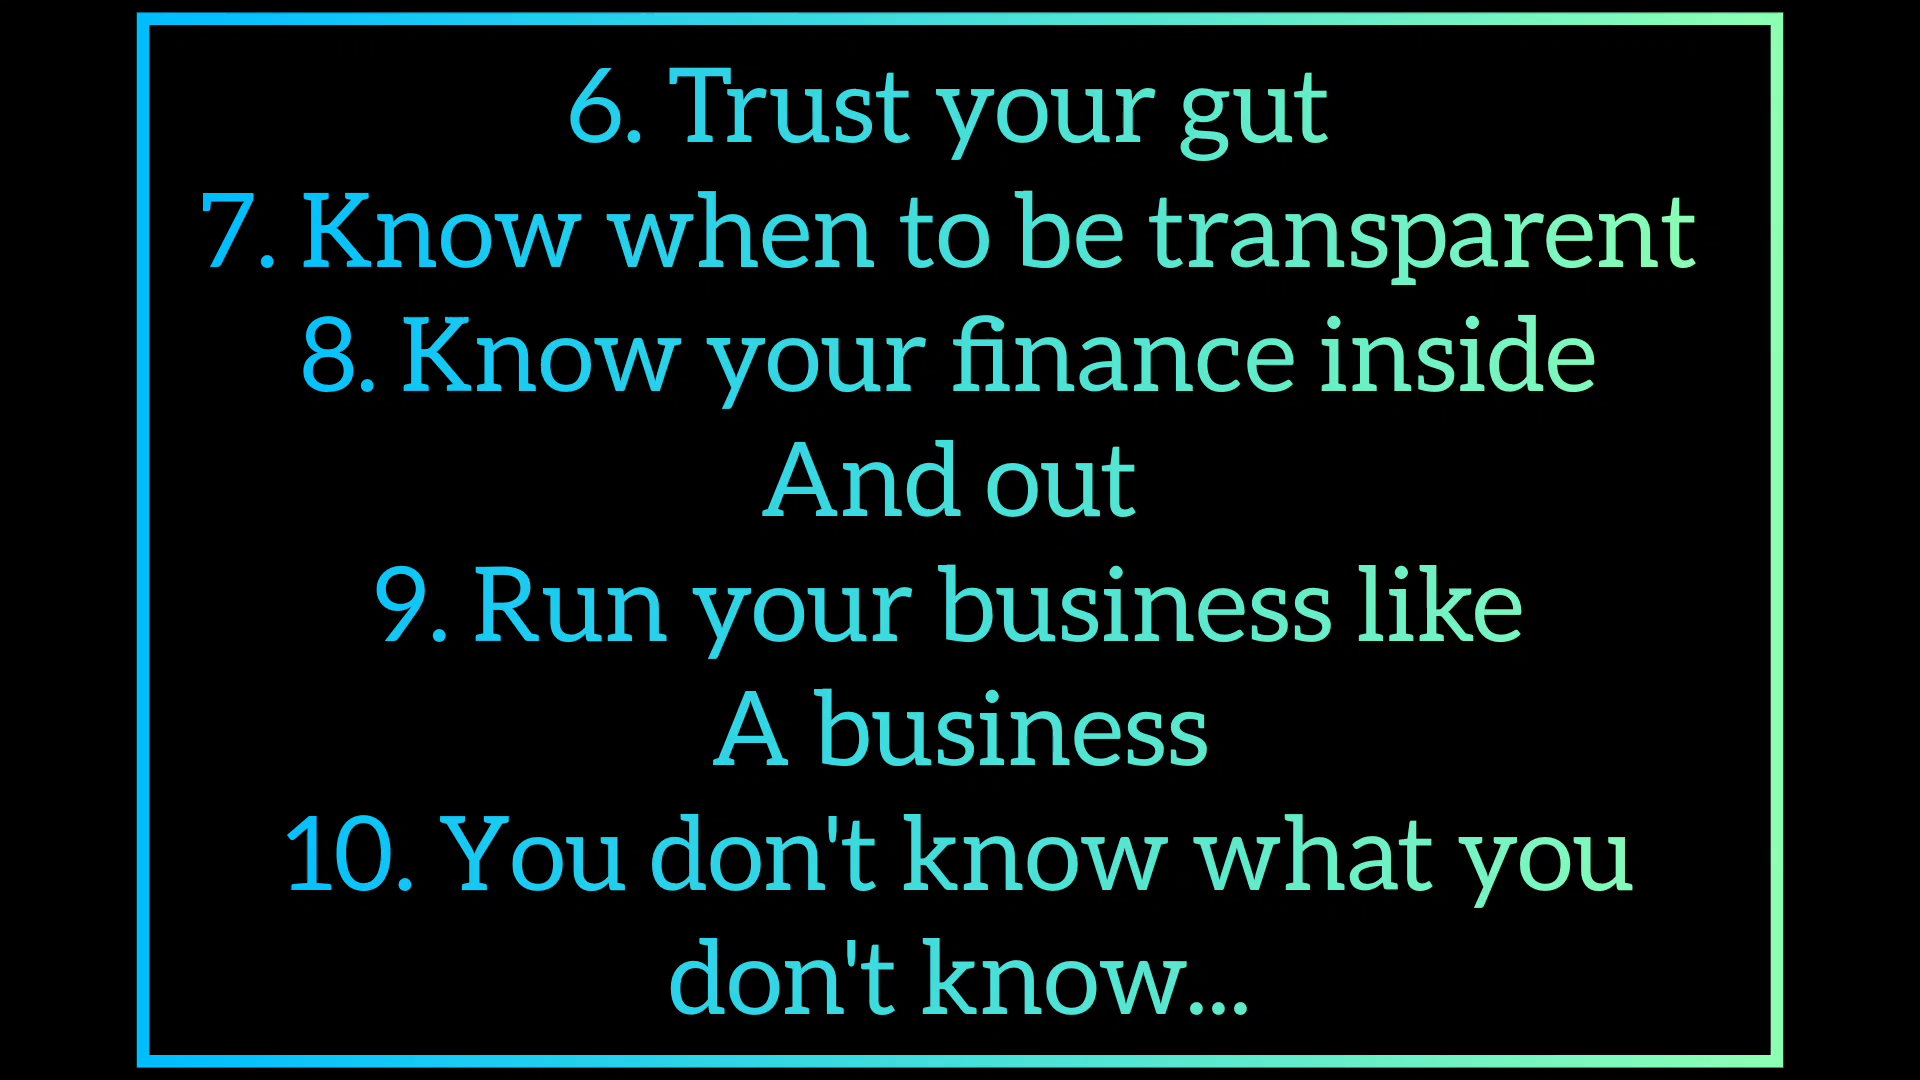 6. Trust your gut
7. Know when to be transparent
8. Know your finance inside
And out
9. Run your business like
A business
10. You don't know what you
don't know...